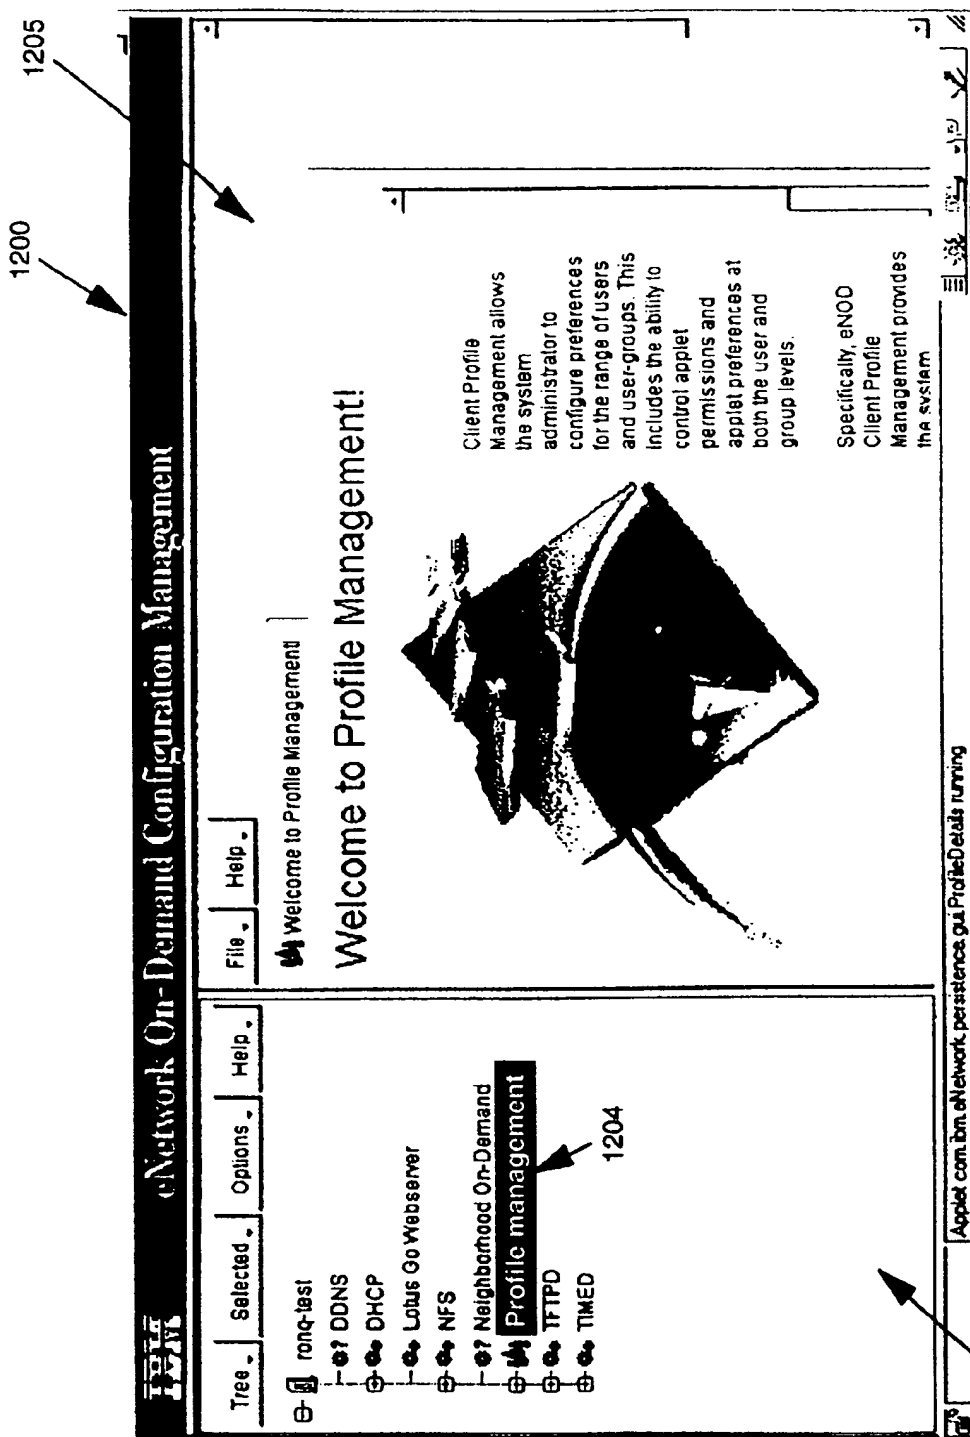 1200
1205
IBM
eNetwork On-Demand Configuration Management
Tree
Selected
Options
Help
ronq-test
? DDNS
DHCP
Lotus Go Webserver
NFS
? Neighborhood On-Demand
Profile management
TFTPD
TIMED
1204
File
Help
Welcome to Profile Management!
Welcome to Profile Management!
Client Profile
Management allows
the system
administrator to
configure preferences
for the range of users
and user-groups. This
includes the ability to
control applet
permissions and
applet preferences at
both the user and
group levels.
Specifically, eNOD
Client Profile
Management provides
the system
Applet com.ibm.eNetwork.persistence.gui.ProfileDetails running